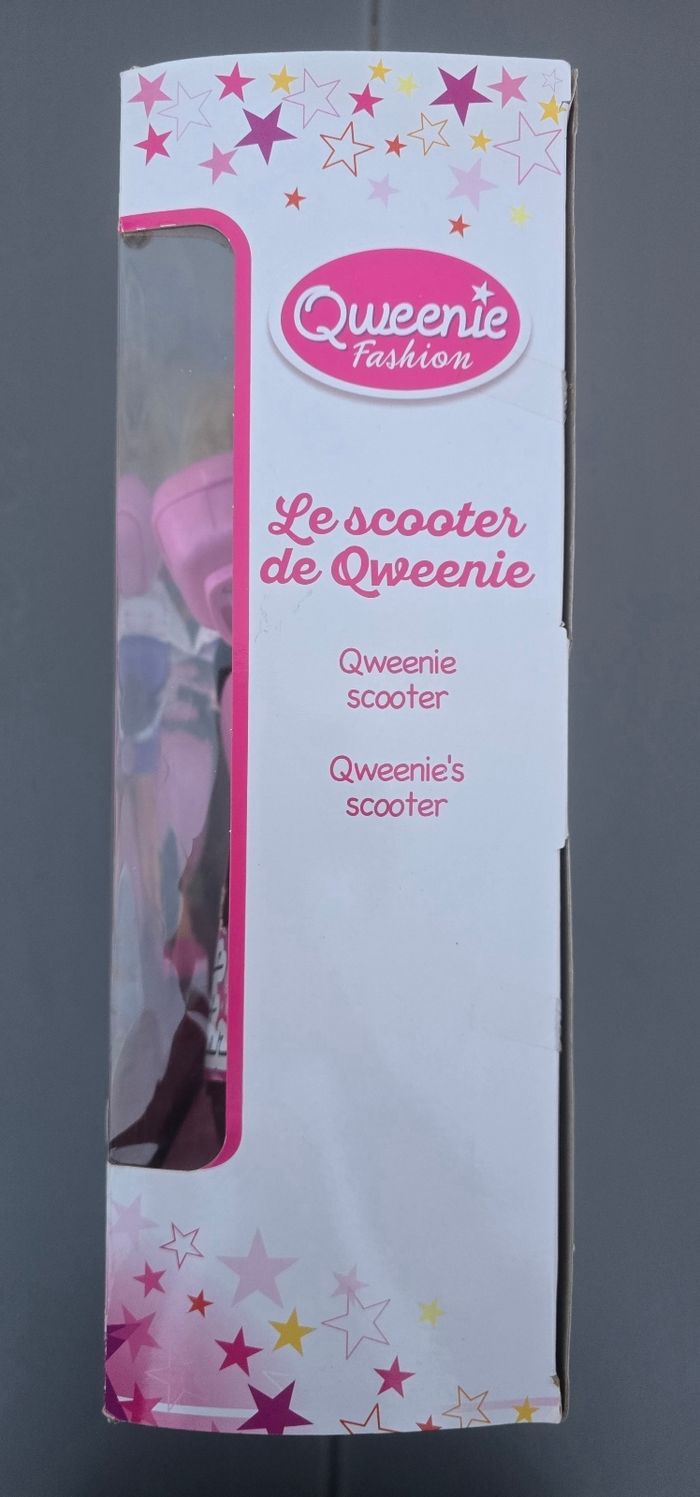 Qweenie
Fashion
Le scooter
de Qweenie
Qweenie
scooter
Qweenie's
scooter